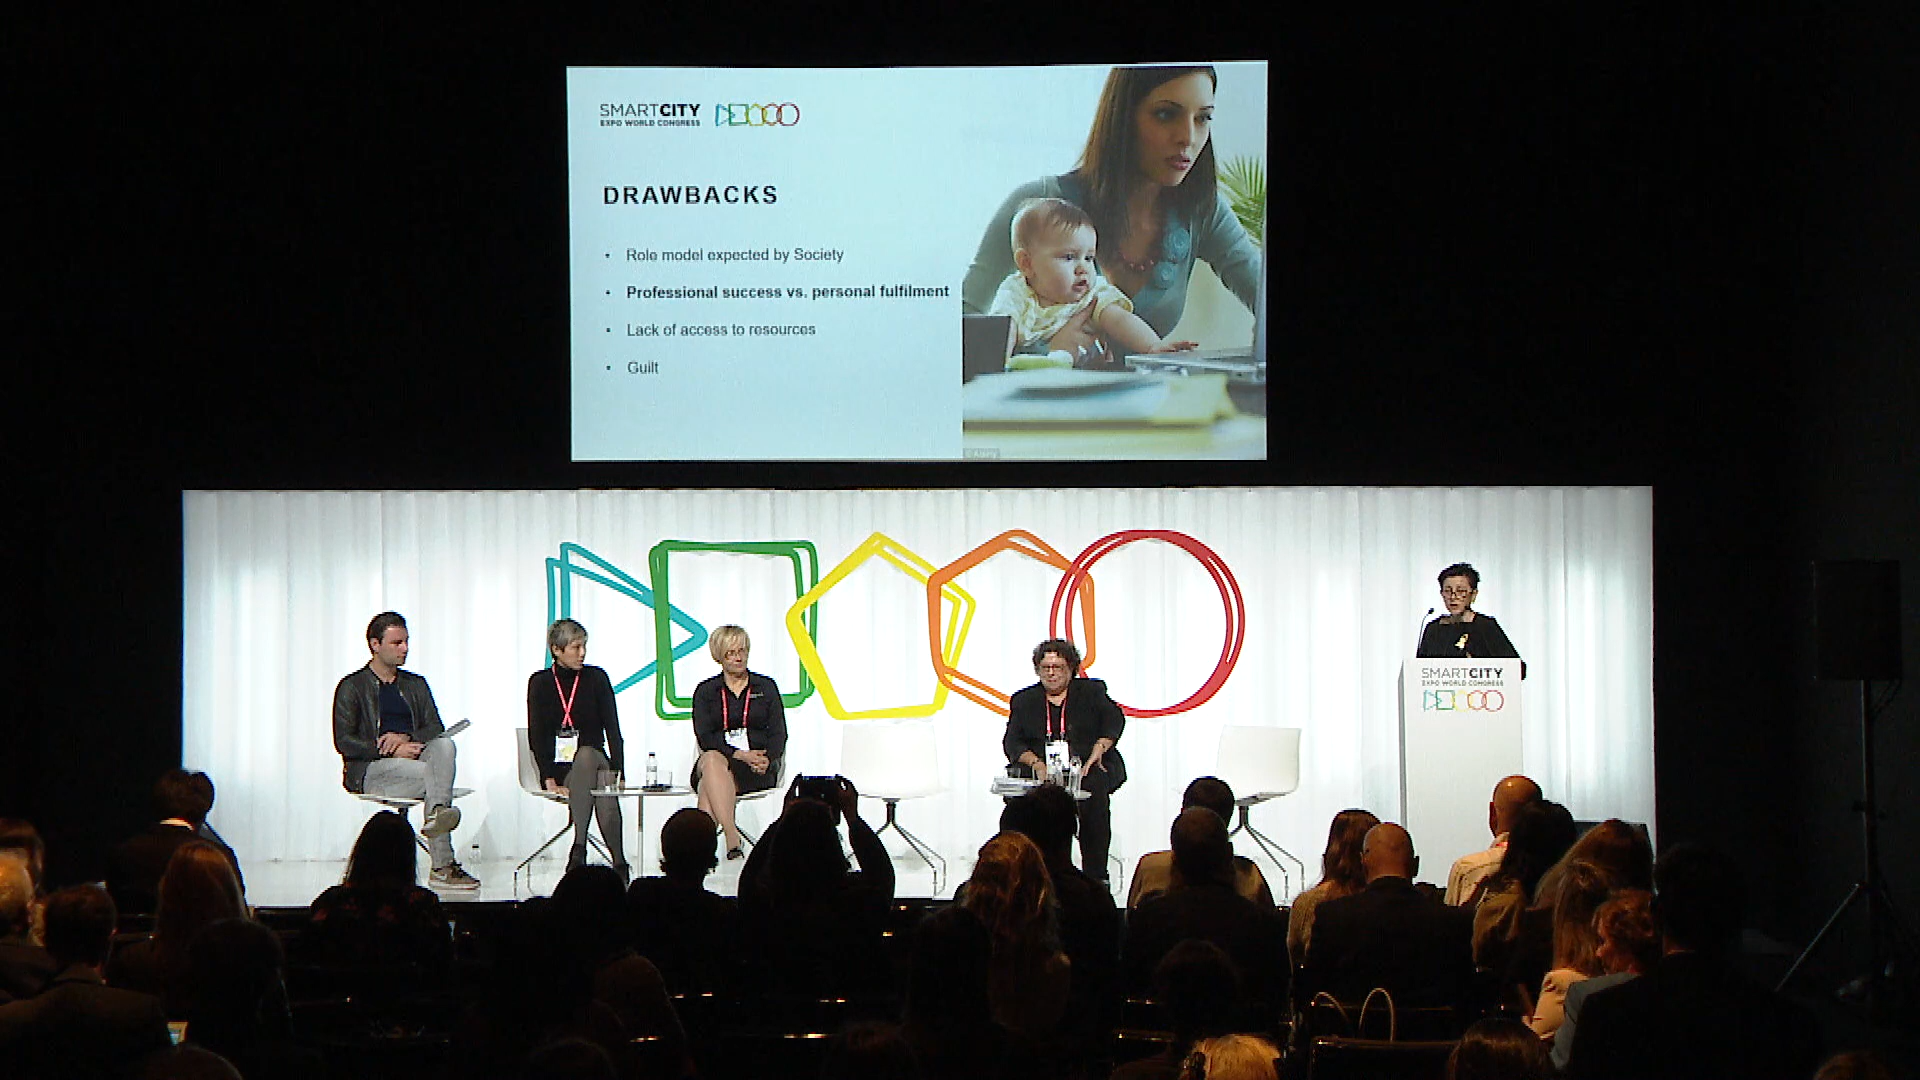 SMARTCITY
EXPO WORLD CONGRESS
DRAWBACKS
• Role model expected by Society
• Professional success vs. personal fulfilment
• Lack of access to resources
• Guilt
SMARTCITY
EXPO WORLD CONGRESS